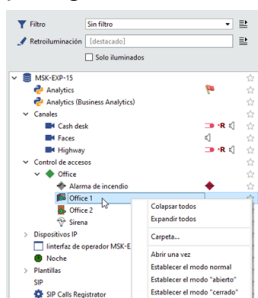 Filtro
Sin filtro
Retroiluminación
[destacado]
Solo iluminados
MSK-EXP-15
Analytics
Analytics (Business Analytics)
Canales
Cash desk
Faces
Highway
Control de accesos
Office
Alarma de incendio
Office 1
Office 2
Sirena
Dispositivos IP
Iinterfaz de operador MSK-E
Noche
Plantillas
SIP
SIP Calls Registrator
Colapsar todos
Expandir todos
Carpeta...
Abrir una vez
Establecer el modo normal
Establecer el modo "abierto"
Establecer el modo "cerrado"